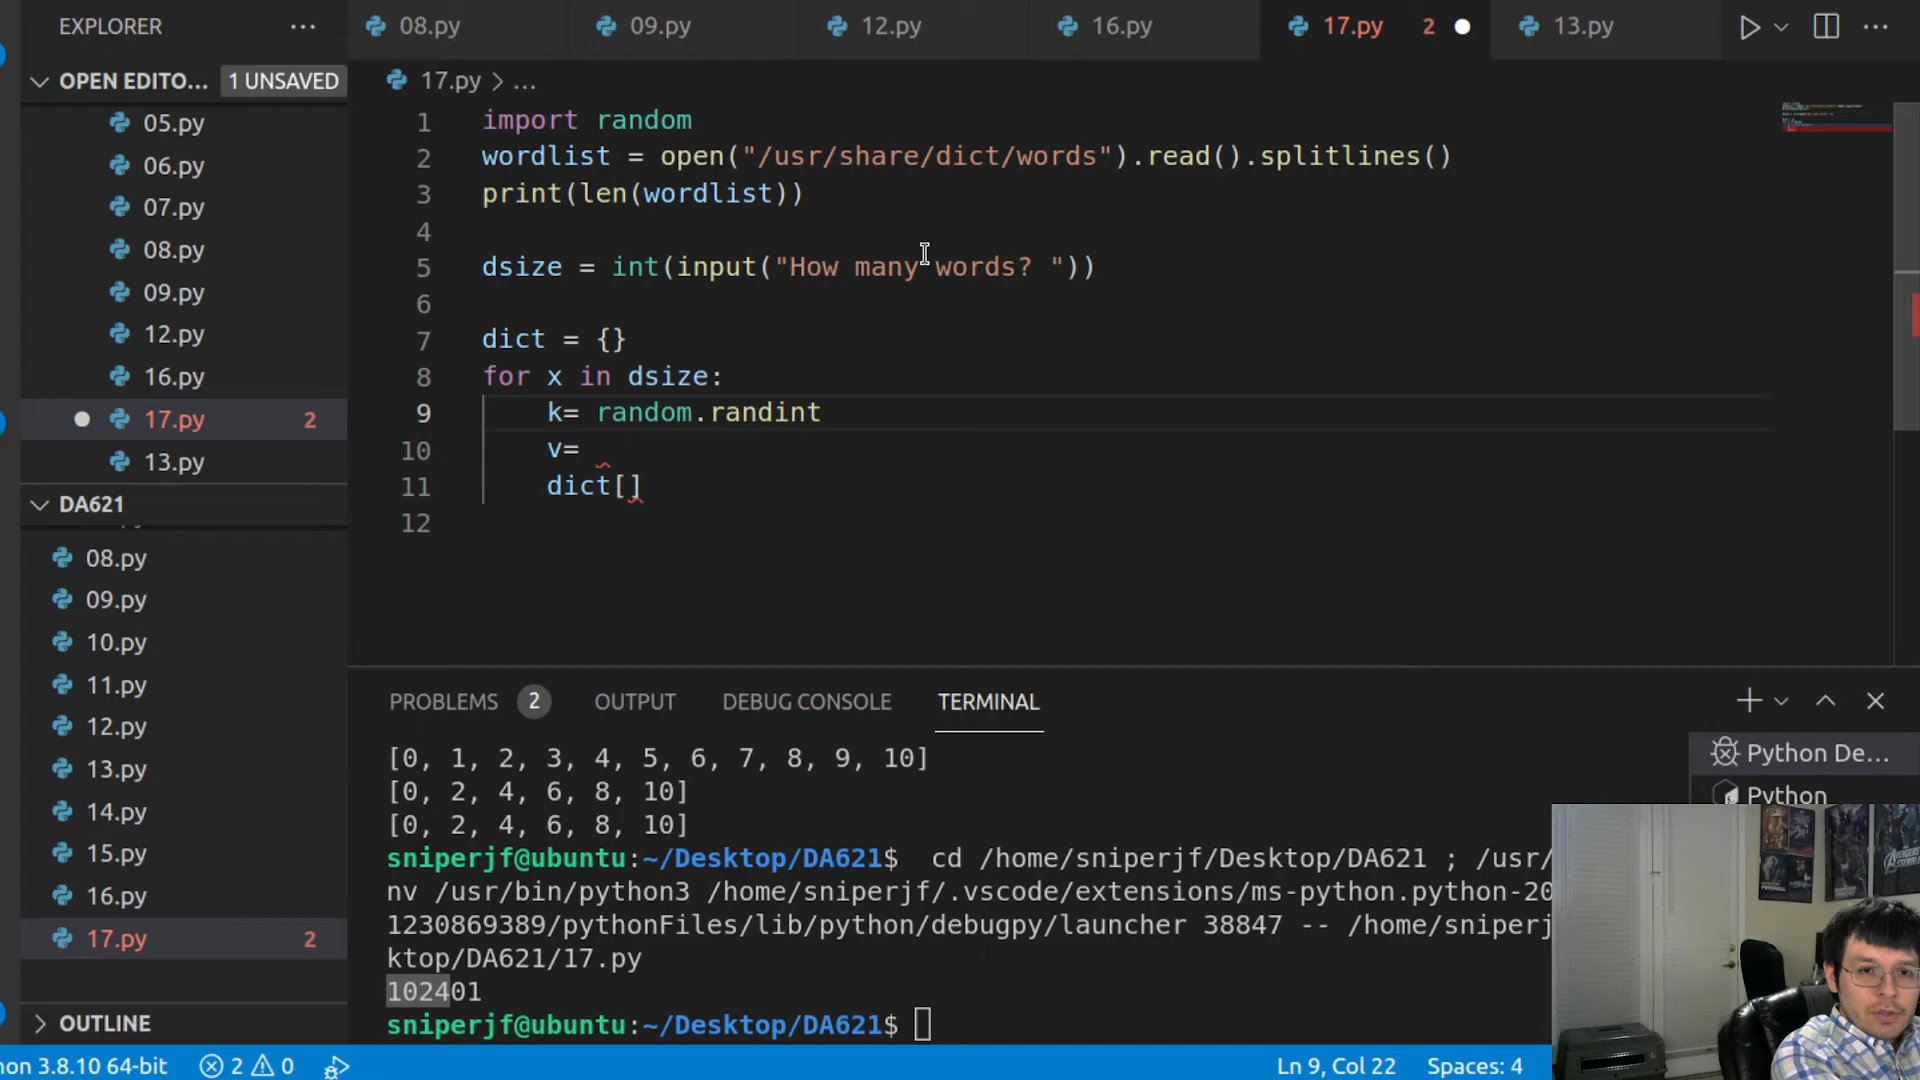 EXPLORER
08.py 09.py 12.py 16.py 17.py 2 13.py
OPEN EDITO... 1 UNSAVED
17.py > ...
05.py
06.py
07.py
08.py
09.py
12.py
16.py
17.py 2
13.py
1 import random
2 wordlist = open("/usr/share/dict/words").read().splitlines()
3 print(len(wordlist))
4
5 dsize = int(input("How many words? "))
6
7 dict = {}
8 for x in dsize:
9 k= random.randint
10 v=
11 dict[]
12
DA621
08.py
09.py
10.py
11.py
12.py
13.py
14.py
15.py
16.py
17.py 2
OUTLINE
PROBLEMS 2 OUTPUT DEBUG CONSOLE TERMINAL
Python De...
Python
[0, 1, 2, 3, 4, 5, 6, 7, 8, 9, 10]
[0, 2, 4, 6, 8, 10]
[0, 2, 4, 6, 8, 10]
sniperjf@ubuntu:~/Desktop/DA621$ cd /home/sniperjf/Desktop/DA621 ; /usr/
nv /usr/bin/python3 /home/sniperjf/.vscode/extensions/ms-python.python-20
1230869389/pythonFiles/lib/python/debugpy/launcher 38847 -- /home/sniperj
ktop/DA621/17.py
102401
sniperjf@ubuntu:~/Desktop/DA621$
on 3.8.10 64-bit 2 0 Ln 9, Col 22 Spaces: 4